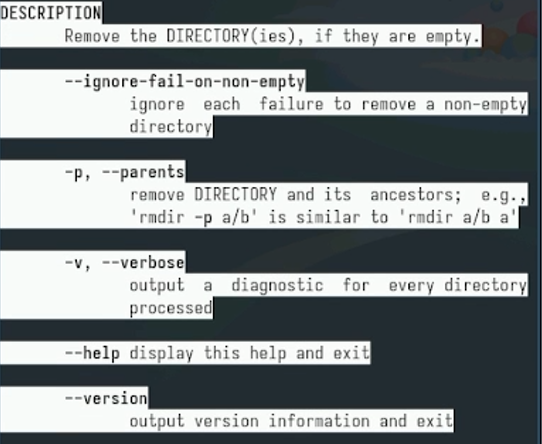 DESCRIPTION
Remove the DIRECTORY(ies), if they are empty.
--ignore-fail-on-non-empty
ignore each failure to remove a non-empty
directory
-p, --parents
remove DIRECTORY and its ancestors; e.g.,
'rmdir -p a/b' is similar to 'rmdir a/b a'
-v, --verbose
output a diagnostic for every directory
processed
--help display this help and exit
--version
output version information and exit